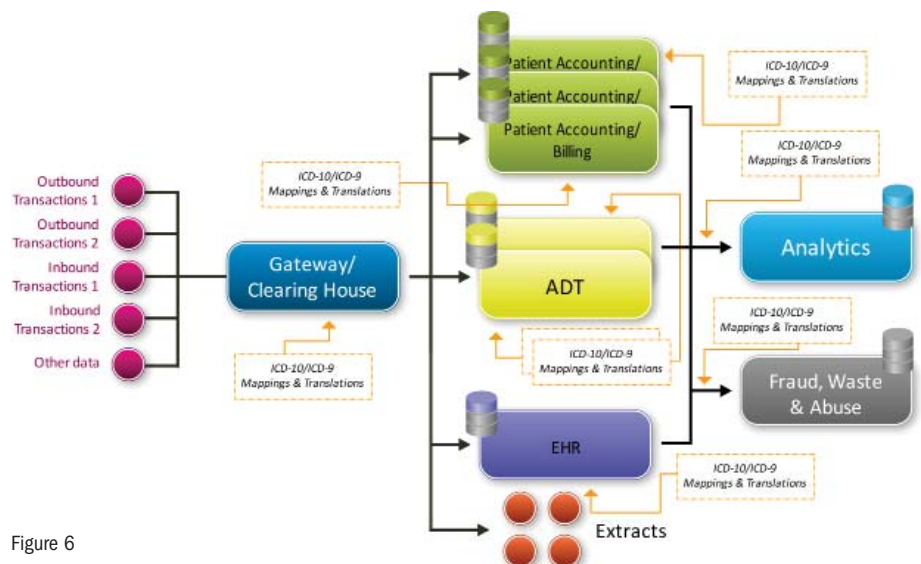 Outbound
Transactions 1
Outbound
Transactions 2
Inbound
Transactions 1
Inbound
Transactions 2
Other data
Gateway/
Clearing House
ICD-10/ICD-9
Mappings & Translations
ICD-10/ICD-9
Mappings & Translations
Patient Accounting/
Patient Accounting/
Patient Accounting/
Billing
ADT
ICD-10/ICD-9
Mappings & Translations
EHR
ICD-10/ICD-9
Mappings & Translations
Extracts
ICD-10/ICD-9
Mappings & Translations
ICD-10/ICD-9
Mappings & Translations
Analytics
ICD-10/ICD-9
Mappings & Translations
Fraud, Waste
& Abuse
Figure 6